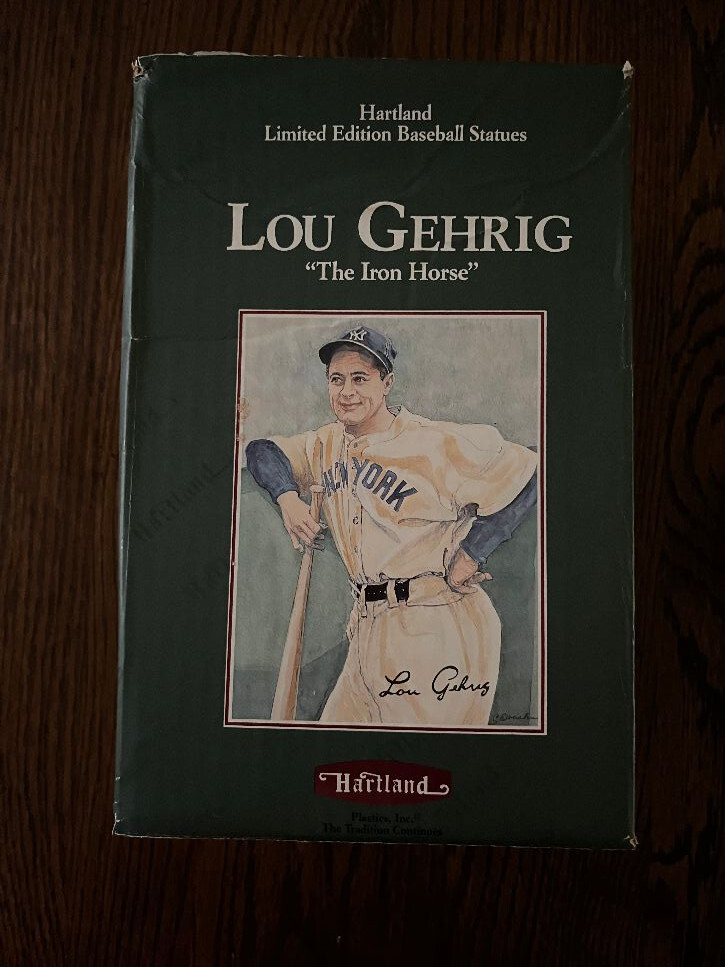 Hartland
Limited Edition Baseball Statues
LOU GEHRIG
“The Iron Horse”
NY
N.W YORK
Lou Gehrig
Hartland
Plastics, Inc.®
The Tradition Continues